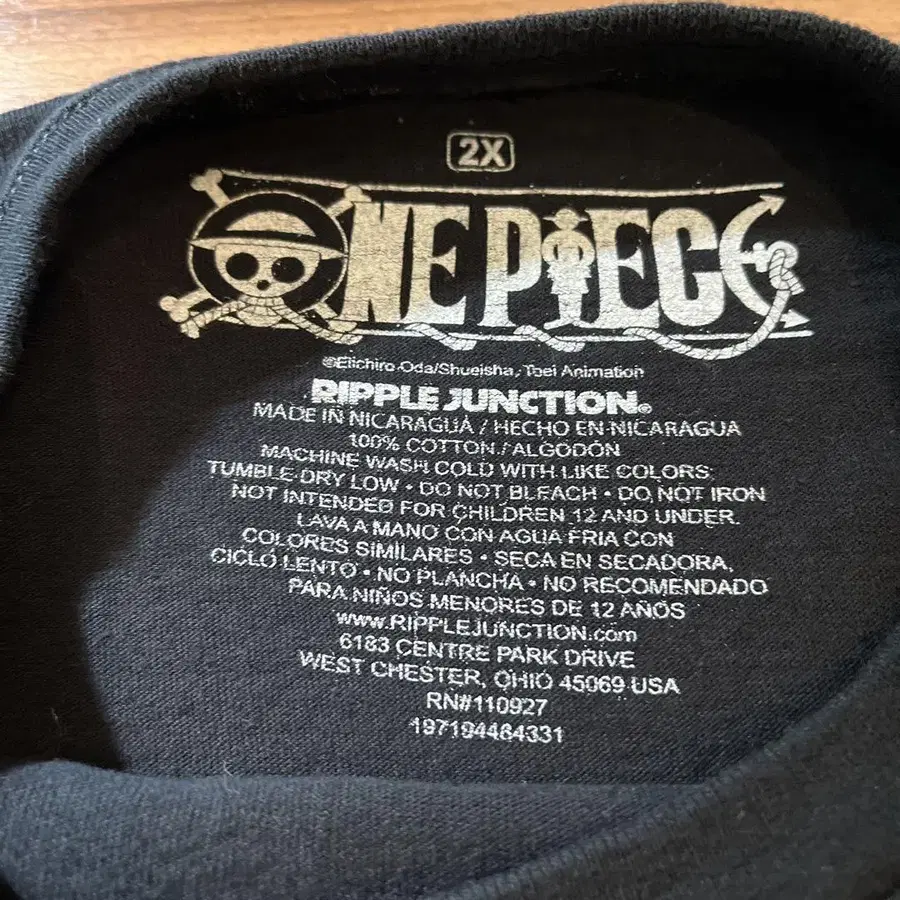 2X
ONE PIECE
©Eiichiro Oda/Shueisha, Toei Animation
RIPPLE JUNCTION®
MADE IN NICARAGUA / HECHO EN NICARAGUA
100% COTTON / ALGODÓN
MACHINE WASH COLD WITH LIKE COLORS:
TUMBLE DRY LOW • DO NOT BLEACH • DO NOT IRON
NOT INTENDED FOR CHILDREN 12 AND UNDER.
LAVA A MANO CON AGUA FRIA CON
COLORES SIMILARES • SECA EN SECADORA,
CICLO LENTO • NO PLANCHA • NO RECOMENDADO
PARA NIÑOS MENORES DE 12 AÑOS
www.RIPPLEJUNCTION.com
6183 CENTRE PARK DRIVE
WEST CHESTER, OHIO 45069 USA
RN#110927
197194464331